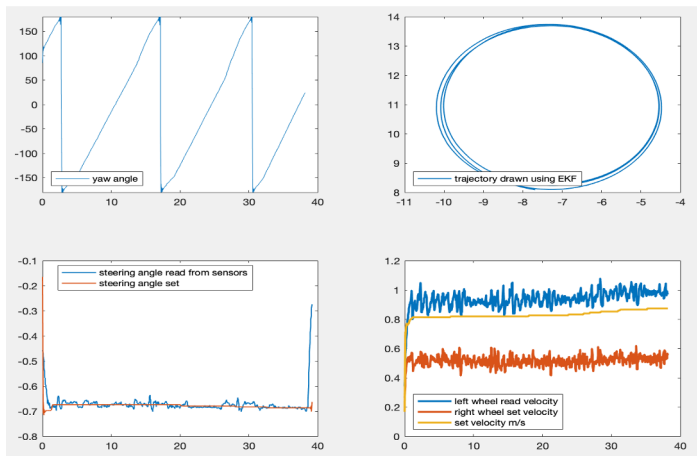 150
100
50
0
-50
-100
-150
yaw angle
0 10 20 30 40
14
13
12
11
10
9
8
trajectory drawn using EKF
-11 -10 -9 -8 -7 -6 -5 -4
-0.1
-0.2
-0.3
-0.4
-0.5
-0.6
-0.7
-0.8
steering angle read from sensors
steering angle set
0 10 20 30 40
1.2
1
0.8
0.6
0.4
0.2
0
left wheel read velocity
right wheel set velocity
set velocity m/s
0 10 20 30 40